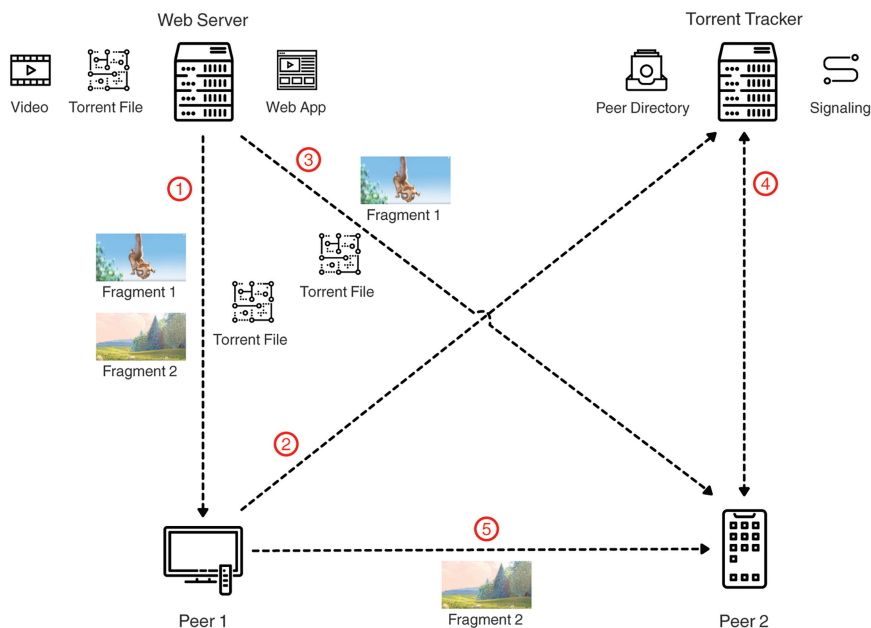 Web Server
Torrent Tracker
Video
Torrent File
Web App
Peer Directory
Signaling
3
1
4
Fragment 1
Fragment 1
Torrent File
Torrent File
Fragment 2
2
5
Fragment 2
Peer 1
Peer 2